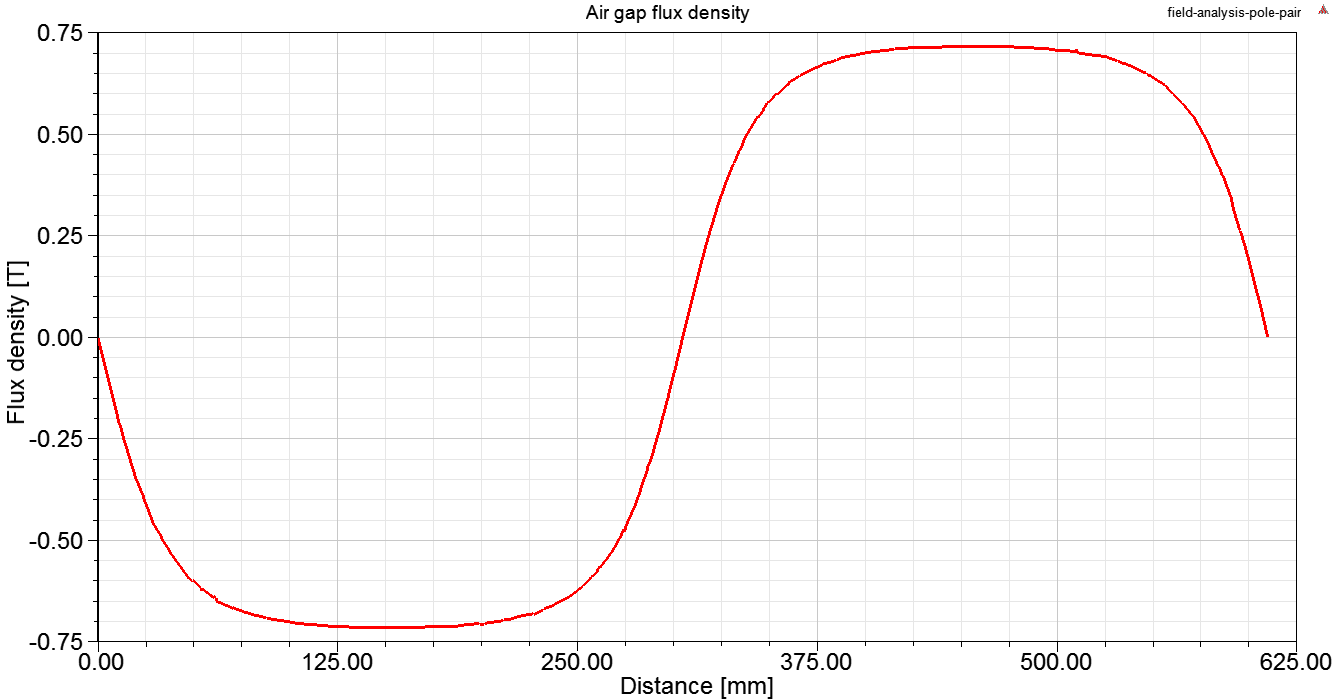 Air gap flux density
field-analysis-pole-pair
0.75
0.50
0.25
0.00
-0.25
-0.50
-0.75
Flux density [T]
0.00 125.00 250.00 375.00 500.00 625.00
Distance [mm]